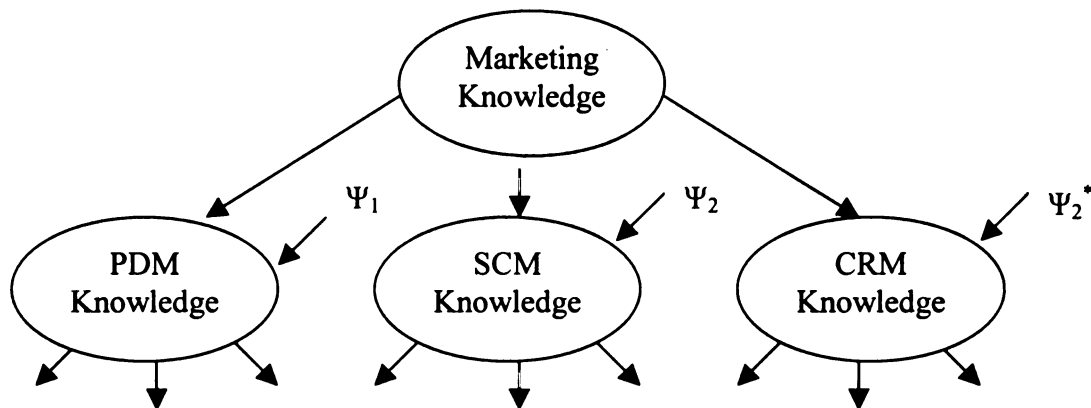 Marketing
Knowledge
Ψ₁
Ψ₂
Ψ₂*
PDM
Knowledge
SCM
Knowledge
CRM
Knowledge